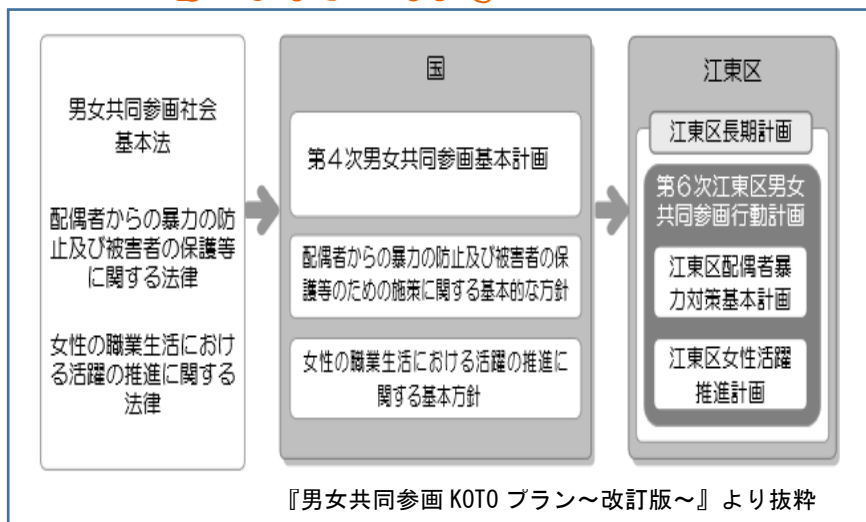 男女共同参画社会
基本法
配偶者からの暴力の防
止及び被害者の保護等
に関する法律
女性の職業生活におけ
る活躍の推進に関する
法律
国
第4次男女共同参画基本計画
配偶者からの暴力の防止及び被害者の保
護等のための施策に関する基本的な方針
女性の職業生活における活躍の推進に
関する基本方針
江東区
江東区長期計画
第6次江東区男女
共同参画行動計画
江東区配偶者暴
力対策基本計画
江東区女性活躍
推進計画
『男女共同参画 KOTO プラン～改訂版～』より抜粋